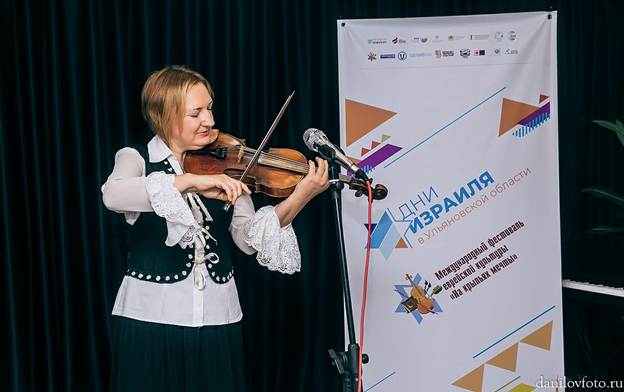 ДНИ
ИЗРАИЛЯ
в Ульяновской области
Международный фестиваль
еврейской культуры
«На крыльях мечты»
danilovfoto.ru